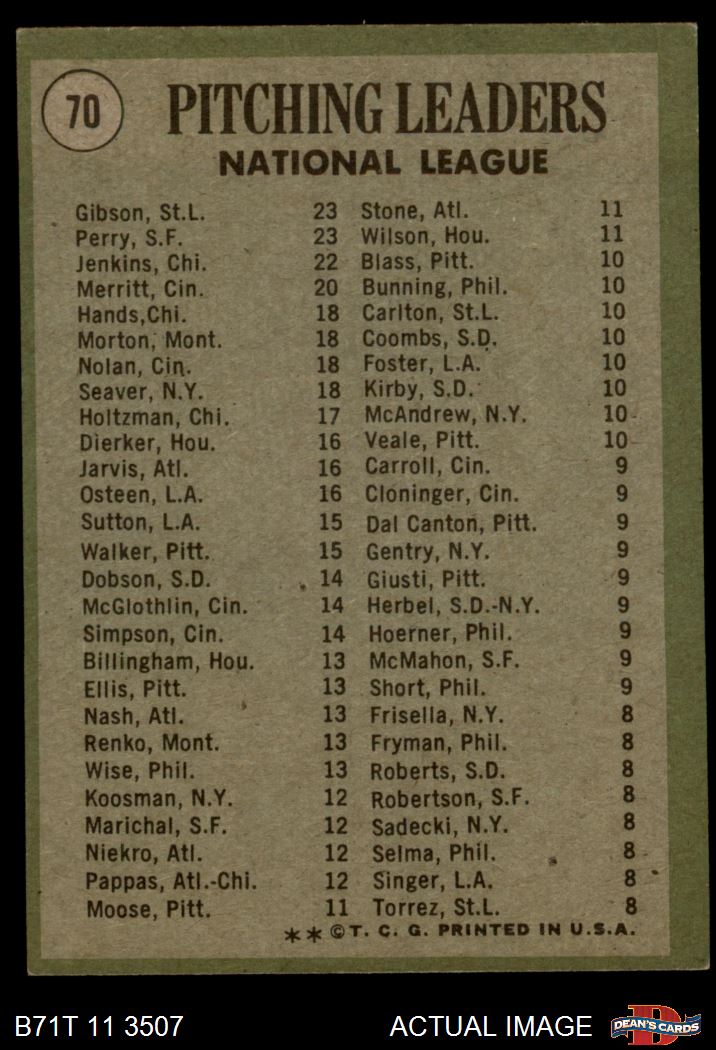 70
PITCHING LEADERS
NATIONAL LEAGUE
Gibson, St.L. 23 Stone, Atl. 11
Perry, S.F. 23 Wilson, Hou. 11
Jenkins, Chi. 22 Blass, Pitt. 10
Merritt, Cin. 20 Bunning, Phil. 10
Hands,Chi. 18 Carlton, St.L. 10
Morton, Mont. 18 Coombs, S.D. 10
Nolan, Cin. 18 Foster, L.A. 10
Seaver, N.Y. 18 Kirby, S.D. 10
Holtzman, Chi. 17 McAndrew, N.Y. 10
Dierker, Hou. 16 Veale, Pitt. 10
Jarvis, Atl. 16 Carroll, Cin. 9
Osteen, L.A. 16 Cloninger, Cin. 9
Sutton, L.A. 15 Dal Canton, Pitt. 9
Walker, Pitt. 15 Gentry, N.Y. 9
Dobson, S.D. 14 Giusti, Pitt. 9
McGlothlin, Cin. 14 Herbel, S.D.-N.Y. 9
Simpson, Cin. 14 Hoerner, Phil. 9
Billingham, Hou. 13 McMahon, S.F. 9
Ellis, Pitt. 13 Short, Phil. 9
Nash, Atl. 13 Frisella, N.Y. 8
Renko, Mont. 13 Fryman, Phil. 8
Wise, Phil. 13 Roberts, S.D. 8
Koosman, N.Y. 12 Robertson, S.F. 8
Marichal, S.F. 12 Sadecki, N.Y. 8
Niekro, Atl. 12 Selma, Phil. 8
Pappas, Atl.-Chi. 12 Singer, L.A. 8
Moose, Pitt. 11 Torrez, St.L. 8
**©T. C. G. PRINTED IN U.S.A.
B71T 11 3507 ACTUAL IMAGE D DEAN'S CARDS